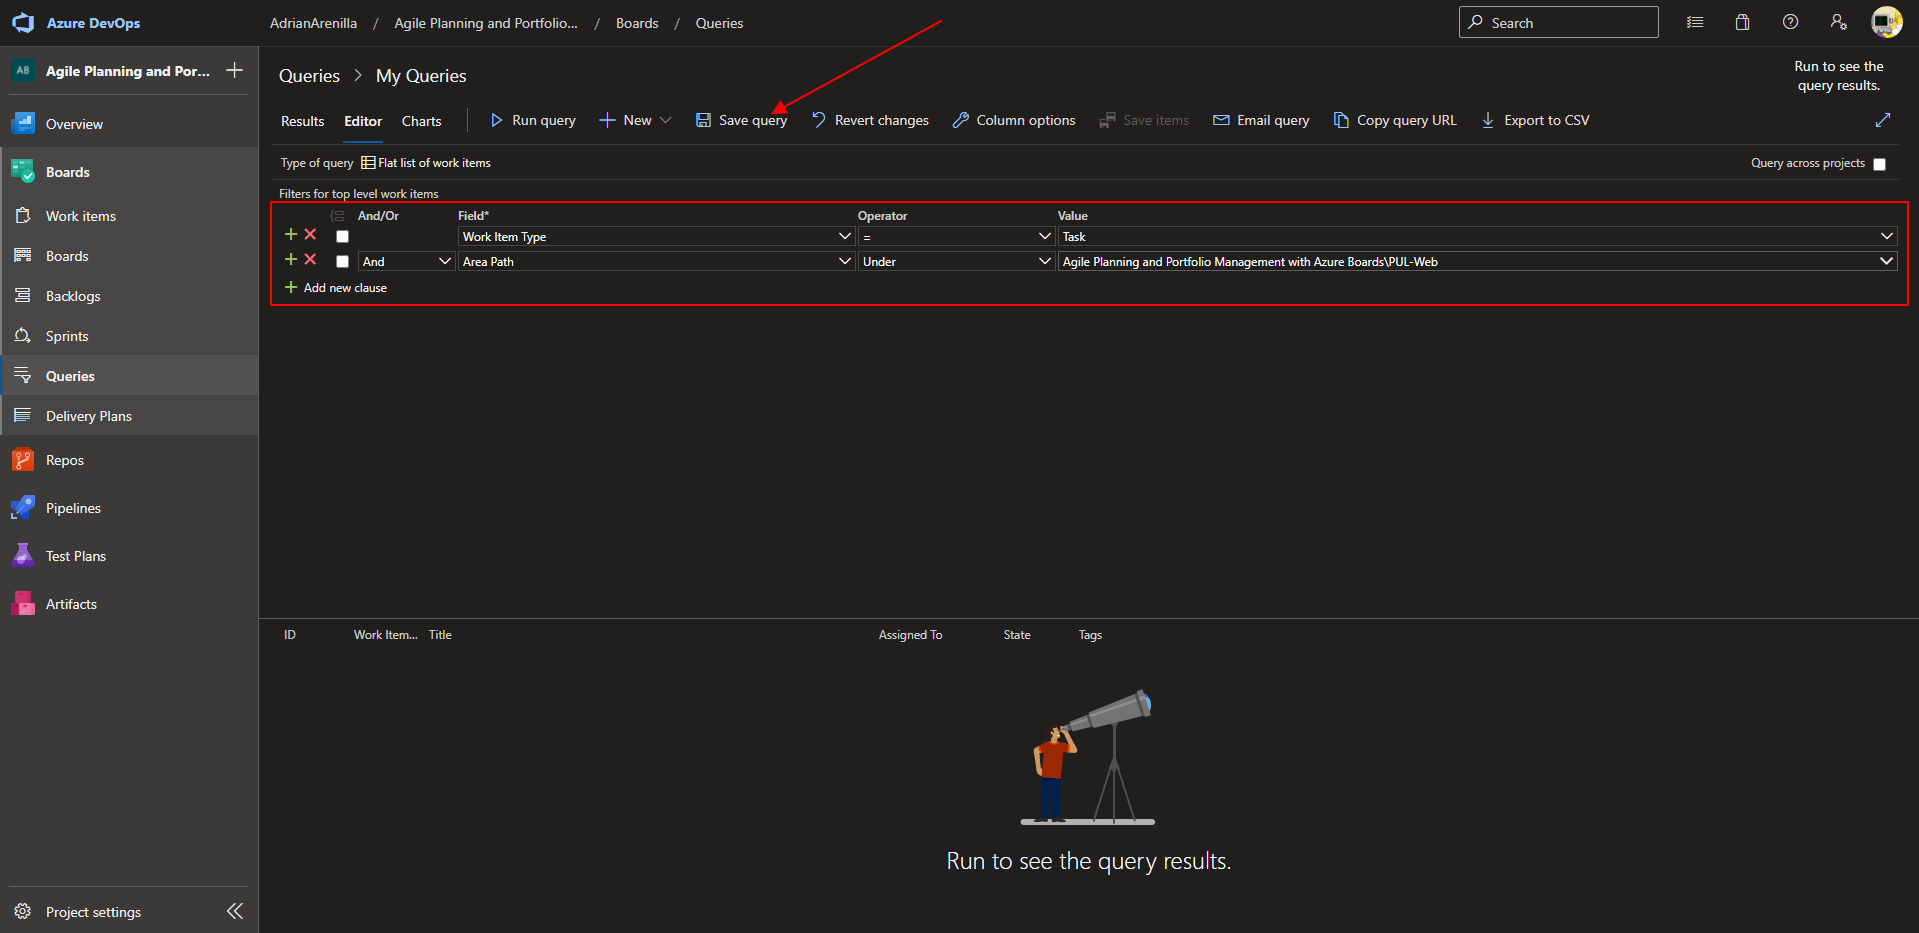 Azure DevOps
AdrianArenilla / Agile Planning and Portfolio... / Boards / Queries
Search
AB Agile Planning and Por...
Overview
Boards
Work items
Boards
Backlogs
Sprints
Queries
Delivery Plans
Repos
Pipelines
Test Plans
Artifacts
Project settings
Queries > My Queries
Run to see the
query results.
Results Editor Charts Run query New Save query Revert changes Column options Save items Email query Copy query URL Export to CSV
Type of query Flat list of work items Query across projects
Filters for top level work items
And/Or Field* Operator Value
Work Item Type = Task
And Area Path Under Agile Planning and Portfolio Management with Azure Boards\PUL-Web
Add new clause
ID Work Item... Title Assigned To State Tags
Run to see the query results.